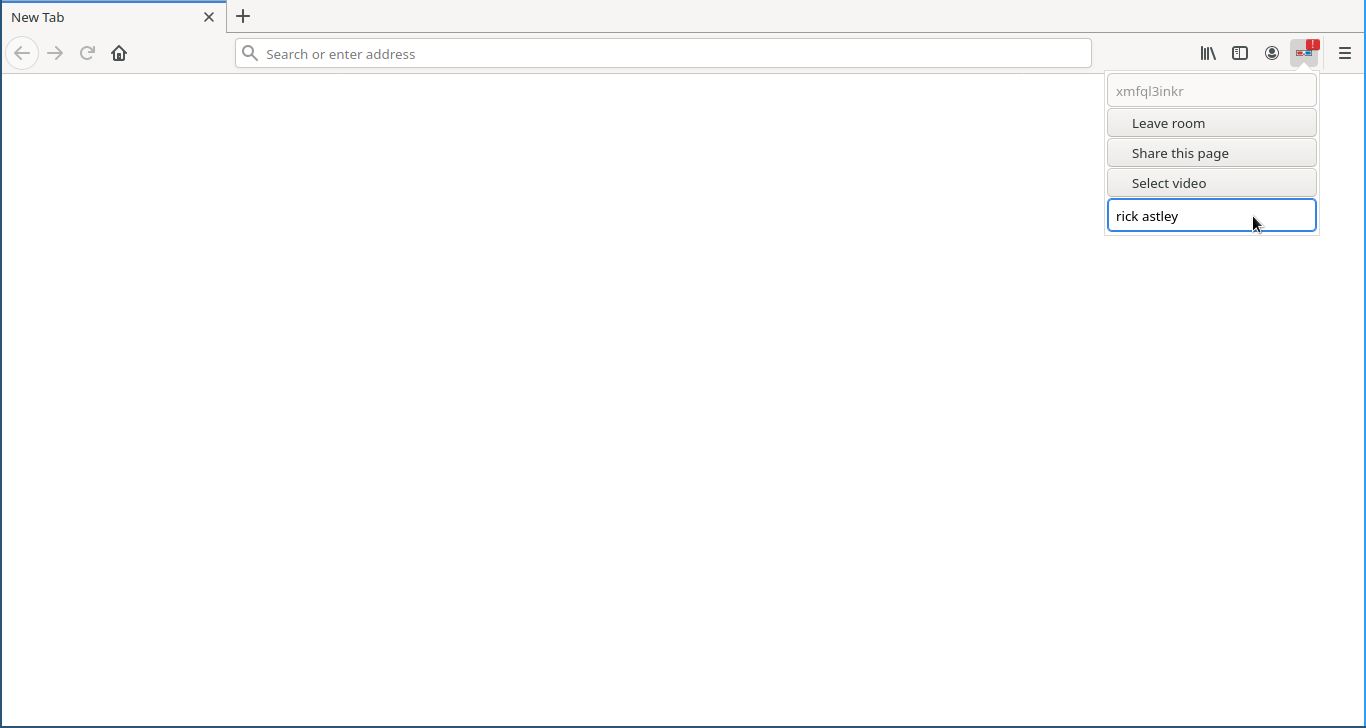 New Tab
Search or enter address
!
xmfql3inkr
Leave room
Share this page
Select video
rick astley